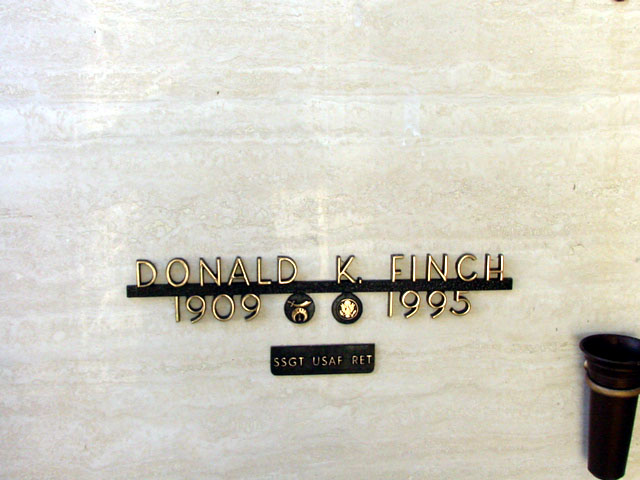 DONALD K. FINCH
1909 1995
SSGT USAF RET